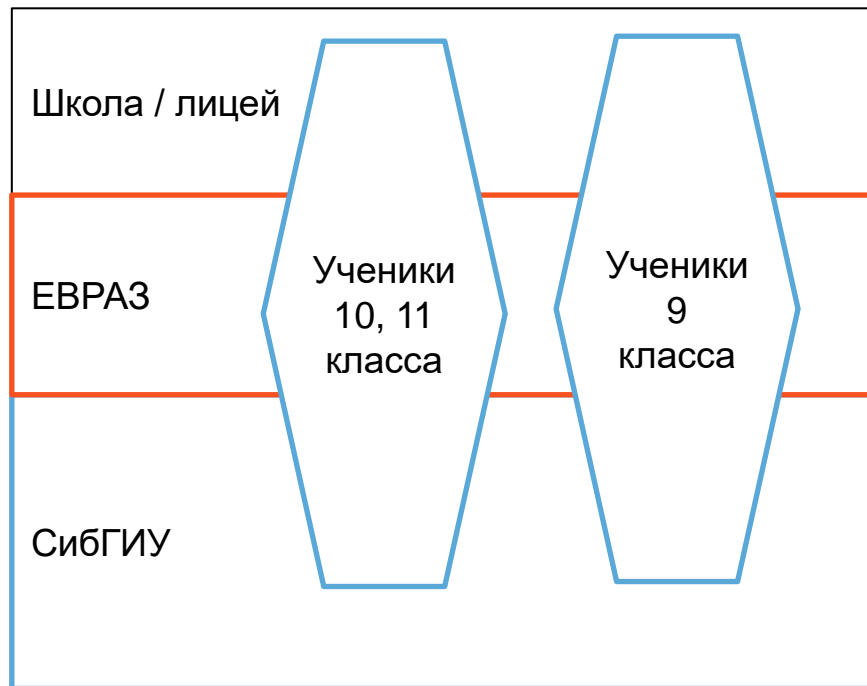 Школа / лицей
ЕВРАЗ
Ученики
10, 11
класса
Ученики
9
класса
СибГИУ